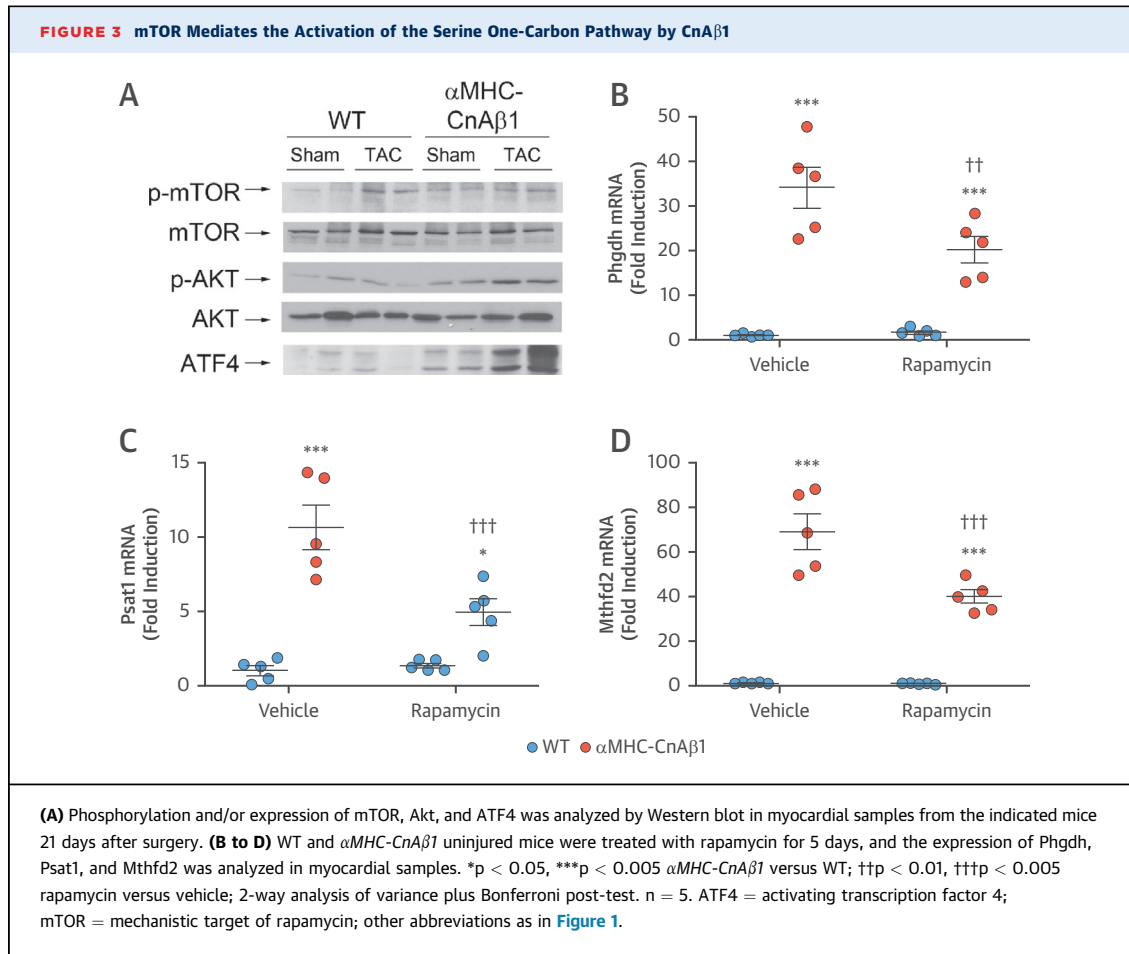 FIGURE 3 mTOR Mediates the Activation of the Serine One-Carbon Pathway by CnAβ1
A
WT
αMHC-
CnAβ1
Sham TAC Sham TAC
p-mTOR
mTOR
p-AKT
AKT
ATF4
B
Phgdh mRNA
(Fold Induction)
50
40
30
20
10
0
***
††
***
Vehicle Rapamycin
C
Psat1 mRNA
(Fold Induction)
15
10
5
0
***
†††
*
Vehicle Rapamycin
D
Mthfd2 mRNA
(Fold Induction)
100
80
60
40
20
0
***
†††
***
Vehicle Rapamycin
WT αMHC-CnAβ1
(A) Phosphorylation and/or expression of mTOR, Akt, and ATF4 was analyzed by Western blot in myocardial samples from the indicated mice
21 days after surgery. (B to D) WT and αMHC-CnAβ1 uninjured mice were treated with rapamycin for 5 days, and the expression of Phgdh,
Psat1, and Mthfd2 was analyzed in myocardial samples. *p < 0.05, ***p < 0.005 αMHC-CnAβ1 versus WT; ††p < 0.01, †††p < 0.005
rapamycin versus vehicle; 2-way analysis of variance plus Bonferroni post-test. n = 5. ATF4 = activating transcription factor 4;
mTOR = mechanistic target of rapamycin; other abbreviations as in Figure 1.